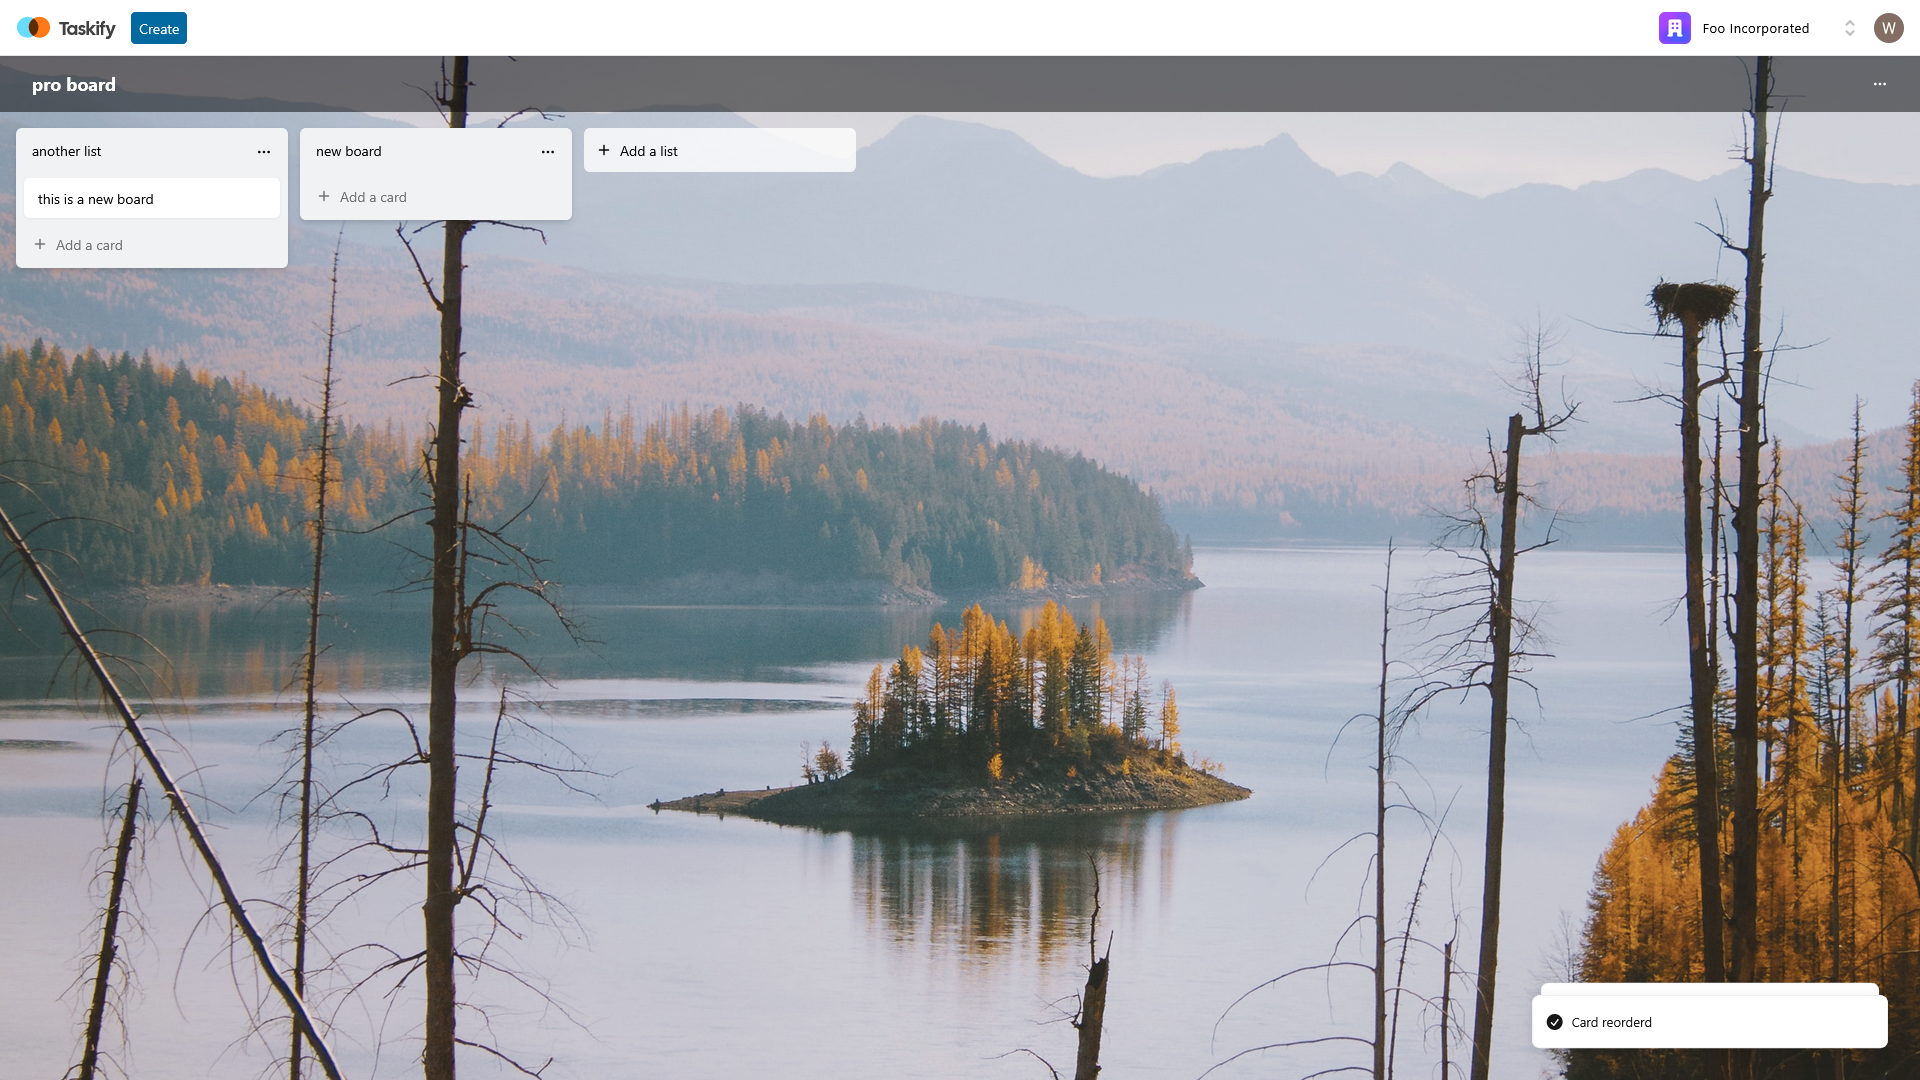 Taskify
Create
Foo Incorporated
W
pro board
another list
new board
Add a list
this is a new board
Add a card
Add a card
Card reorderd